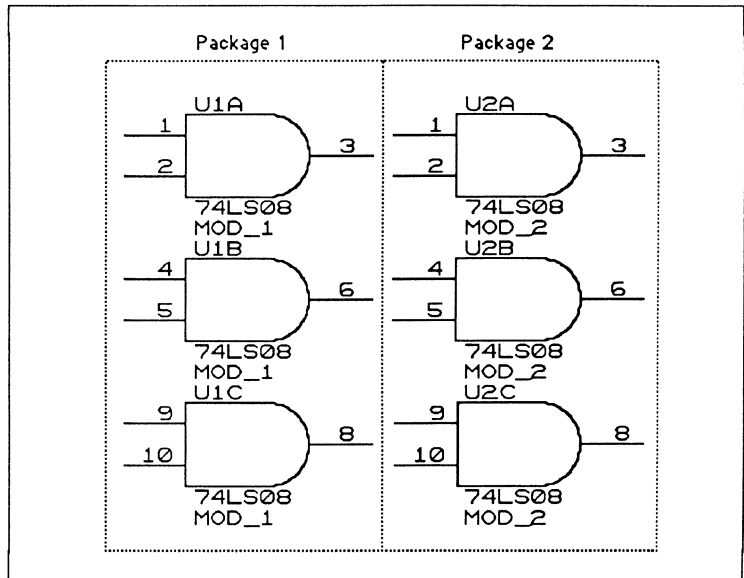 Package 1
Package 2
U1A
1
2
3
74LS08
MOD_1
U1B
4
5
6
74LS08
MOD_1
U1C
9
10
8
74LS08
MOD_1
U2A
1
2
3
74LS08
MOD_2
U2B
4
5
6
74LS08
MOD_2
U2C
9
10
8
74LS08
MOD_2